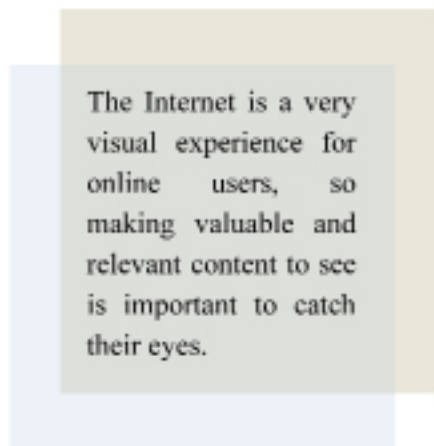 The Internet is a very
visual experience for
online users, so
making valuable and
relevant content to see
is important to catch
their eyes.